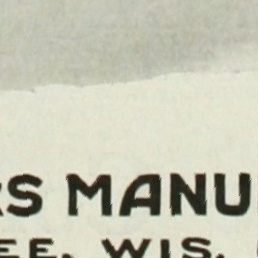 RS MANU
EE, WIS.